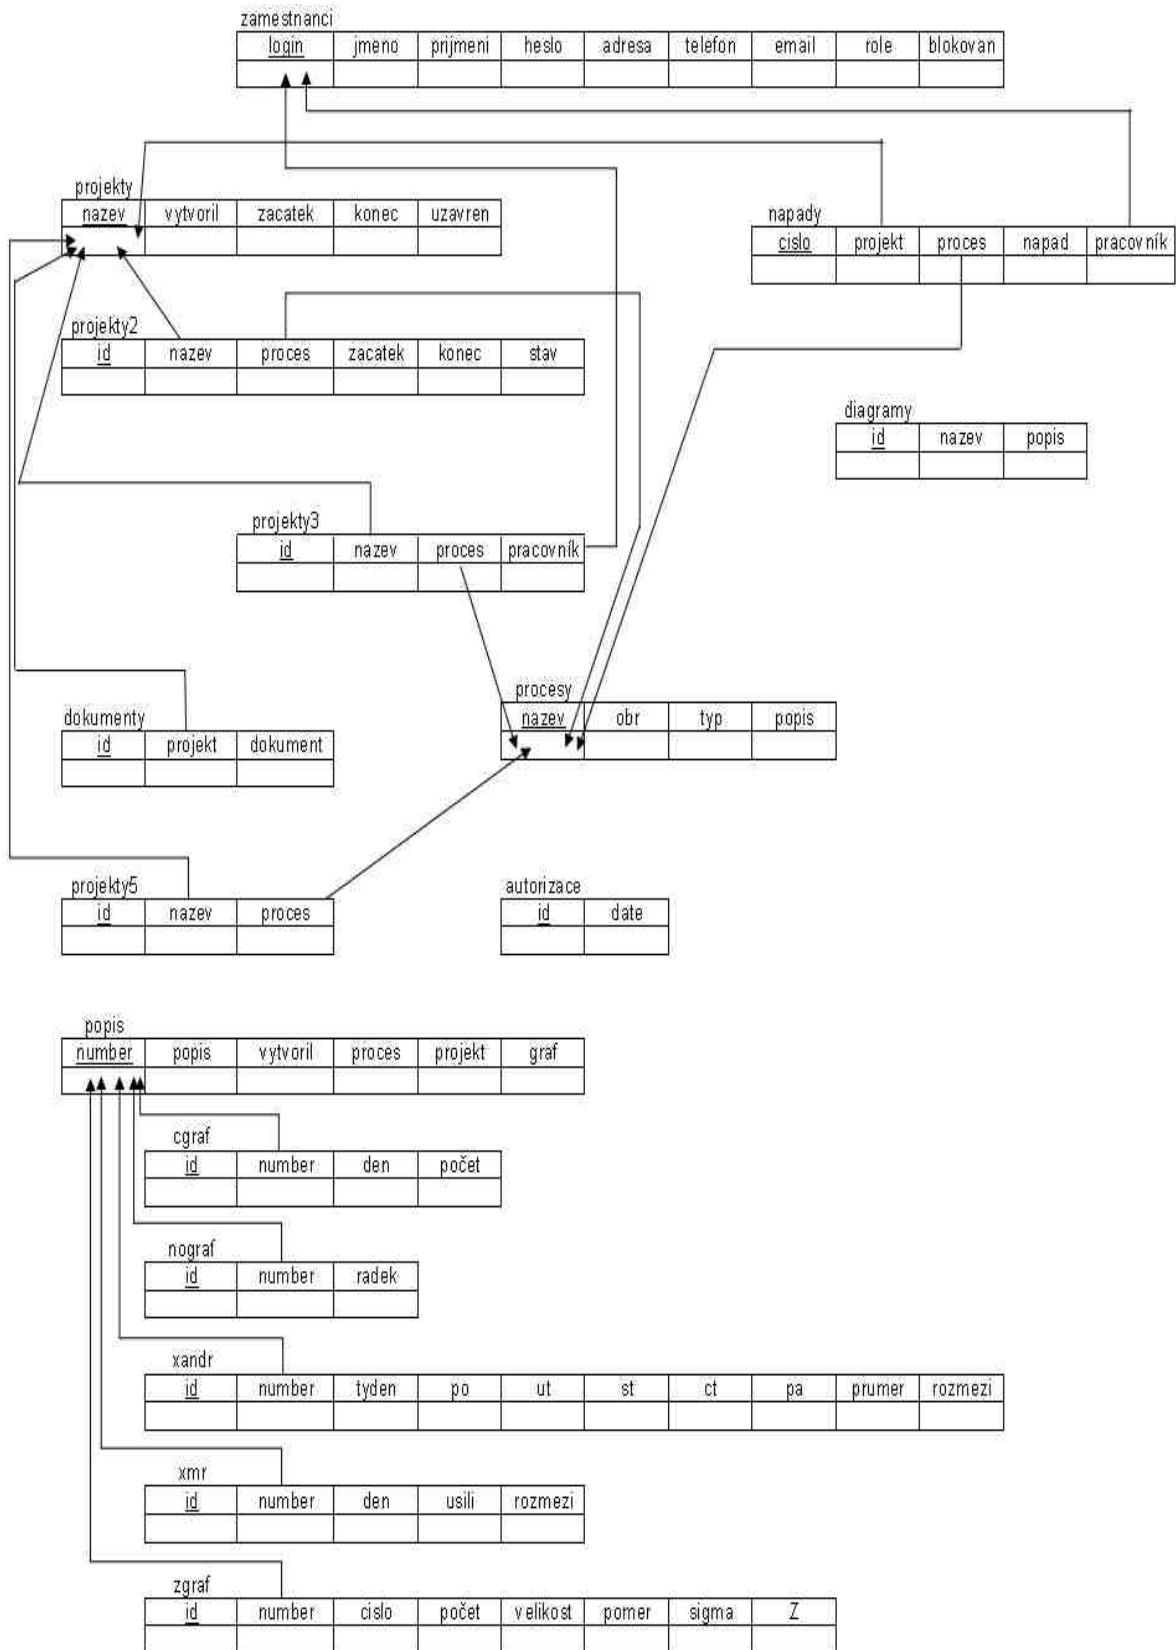 zamestnanci
login jmeno prijmeni heslo adresa telefon email role blokovan
projekty
nazev vytvoril zacatek konec uzavren
napady
cislo projekt proces napad pracovník
projekty2
id nazev proces zacatek konec stav
diagramy
id nazev popis
projekty3
id nazev proces pracovník
procesy
nazev obr typ popis
dokumenty
id projekt dokument
projekty5
id nazev proces
autorizace
id date
popis
number popis vytvoril proces projekt graf
cgraf
id number den počet
nograf
id number radek
xandr
id number tyden po ut st ct pa prumer rozmezi
xmr
id number den usili rozmezi
zgraf
id number cislo počet velikost pomer sigma Z